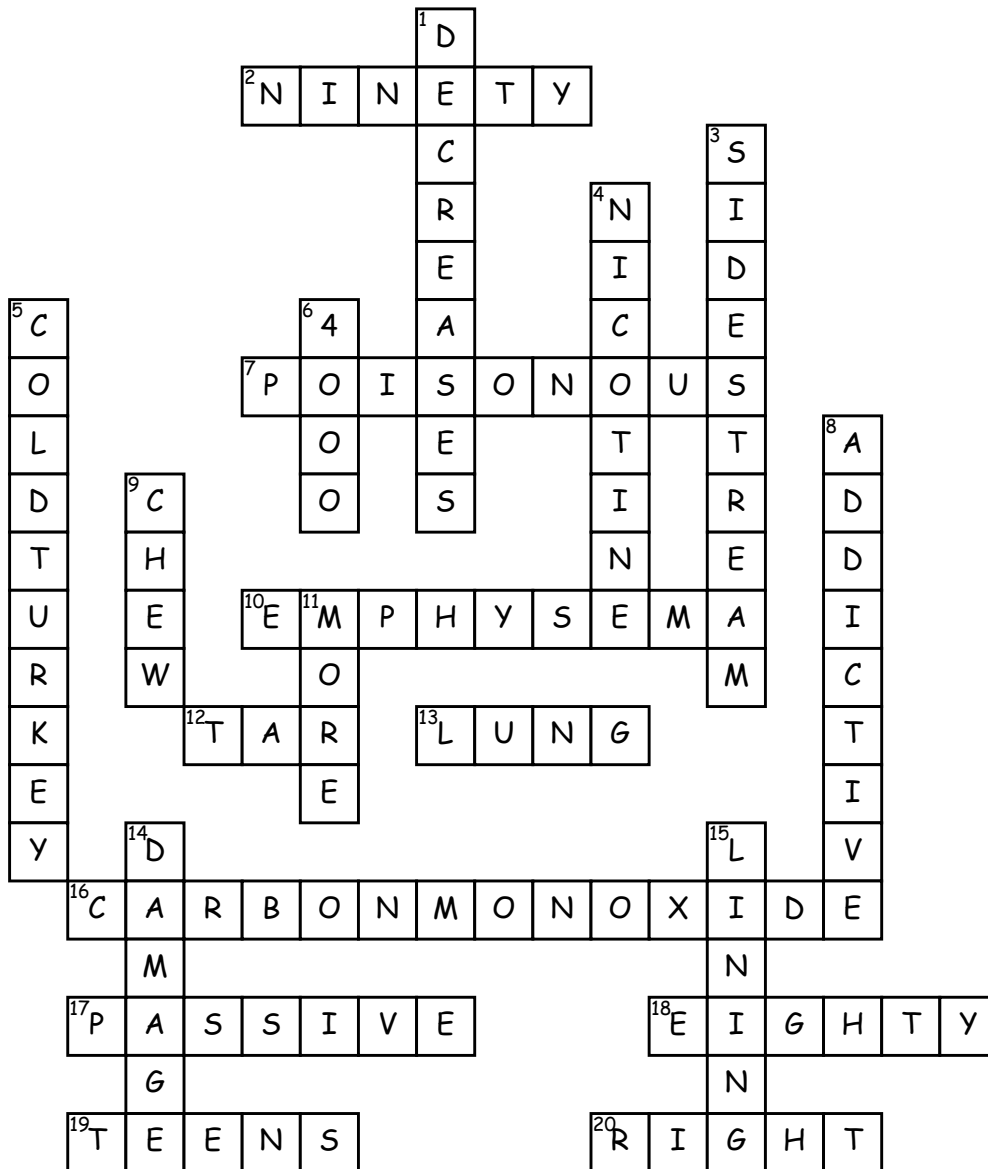 1 D
2 N I N E T Y
C 3 S
R 4 N I
E I D
5 C 6 4 A C E
O 7 P O I S O N O U S
L O E T T 8 A
D 9 C O S I R D
T H N E D
U E 10 E 11 M P H Y S E M A I
R W O M C
K 12 T A R 13 L U N G T
E E I
Y 14 D 15 L V
16 C A R B O N M O N O X I D E
M N
17 P A S S I V E 18 E I G H T Y
G N
19 T E E N S 20 R I G H T